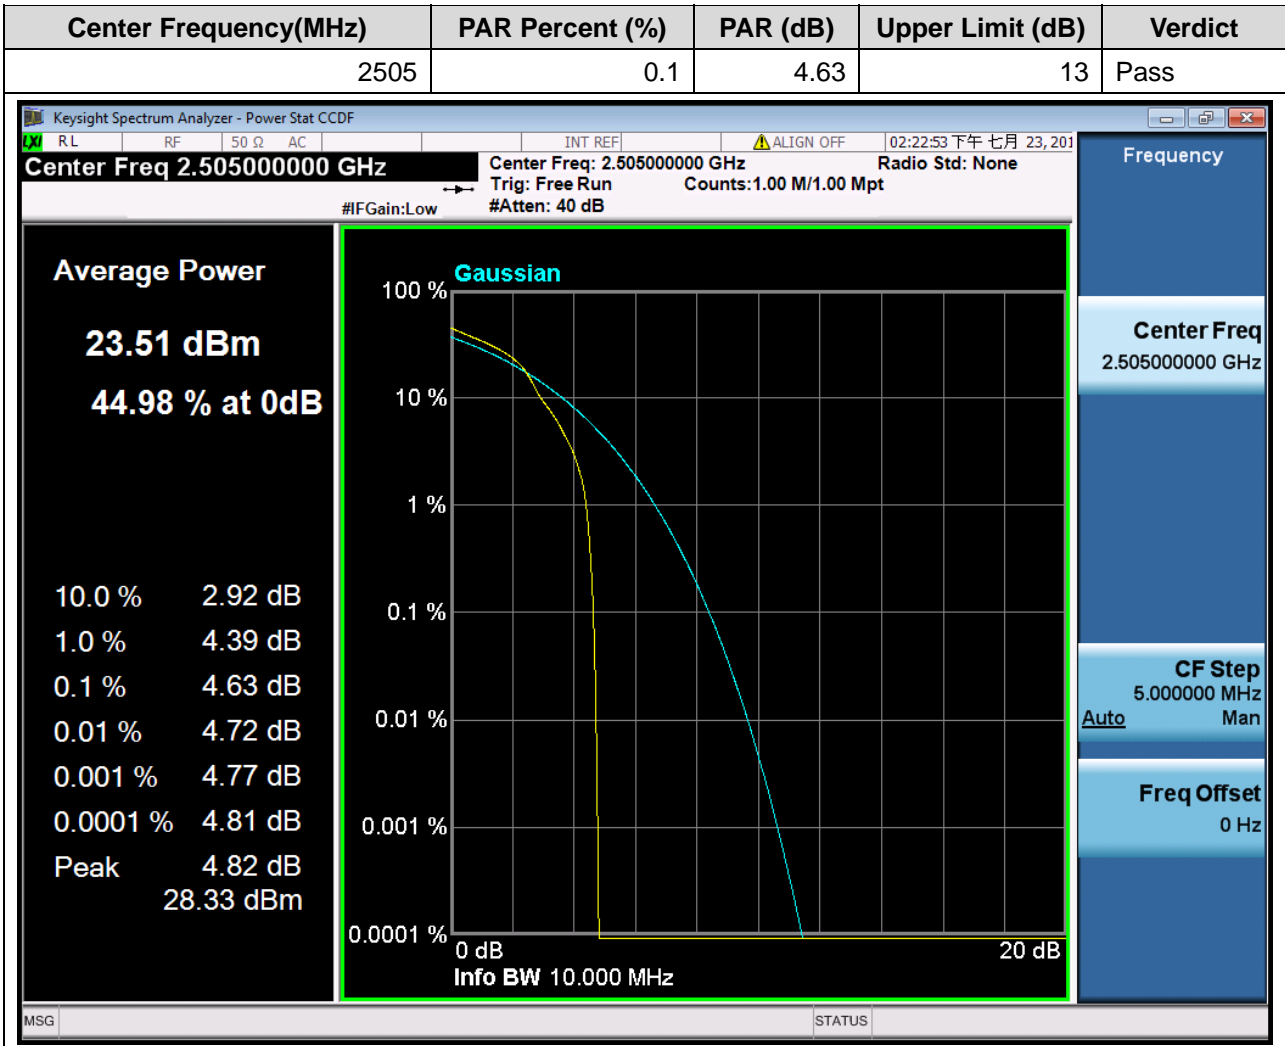 Center Frequency(MHz) PAR Percent (%) PAR (dB) Upper Limit (dB) Verdict
2505 0.1 4.63 13 Pass
Keysight Spectrum Analyzer - Power Stat CCDF
LXI RL RF 50 Ω AC INT REF ALIGN OFF 02:22:53 下午 七月 23, 201
Center Freq 2.505000000 GHz
Center Freq: 2.505000000 GHz Radio Std: None
Trig: Free Run Counts:1.00 M/1.00 Mpt
#IFGain:Low #Atten: 40 dB
Average Power
23.51 dBm
44.98 % at 0dB
10.0 % 2.92 dB
1.0 % 4.39 dB
0.1 % 4.63 dB
0.01 % 4.72 dB
0.001 % 4.77 dB
0.0001 % 4.81 dB
Peak 4.82 dB
28.33 dBm
Gaussian
100 %
10 %
1 %
0.1 %
0.01 %
0.001 %
0.0001 %
0 dB 20 dB
Info BW 10.000 MHz
Frequency
Center Freq
2.505000000 GHz
CF Step
5.000000 MHz
Auto Man
Freq Offset
0 Hz
MSG STATUS